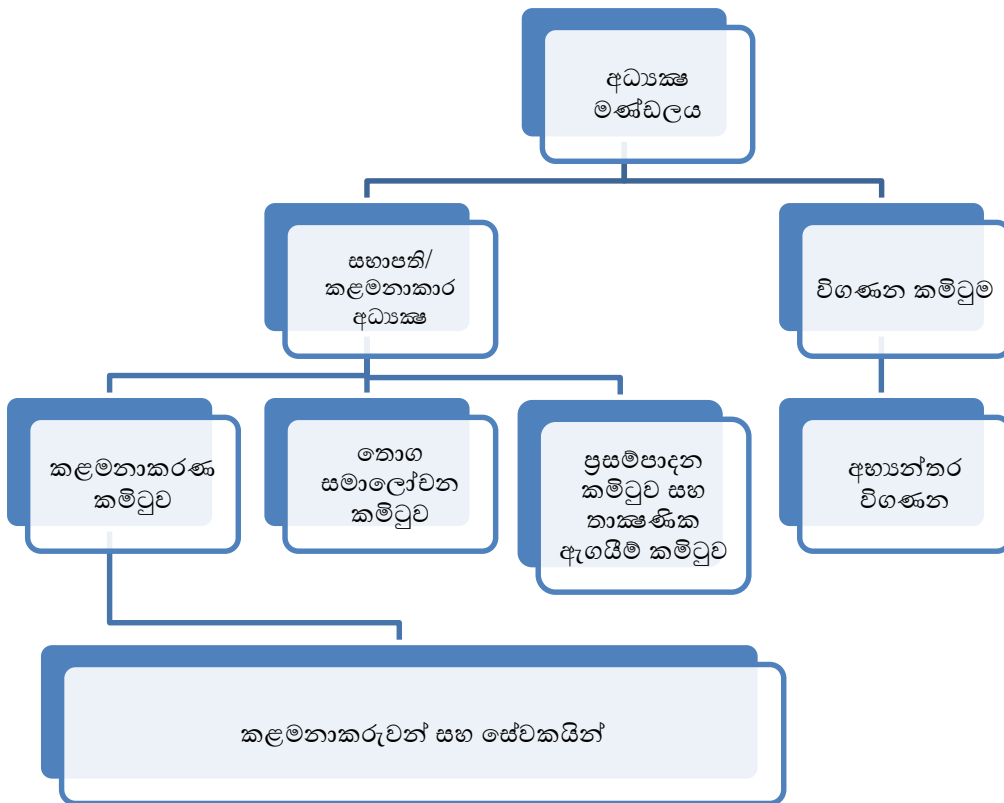 අධ්‍යක්ෂ
මණ්ඩලය
සභාපති/
කළමනාකාර
අධ්‍යක්ෂ
විගණන කමිටුම
කළමනාකරණ
කමිටුව
තොග
සමාලෝචන
කමිටුව
ප්‍රසම්පාදන
කමිටුව සහ
තාක්ෂණික
ඇගයීම් කමිටුව
අභ්‍යන්තර
විගණන
කළමනාකරුවන් සහ සේවකයින්